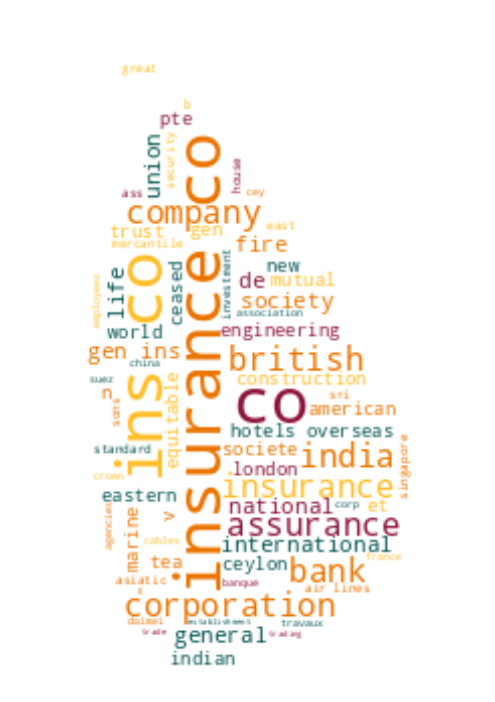 great
b
pte
co
union
security
house
ass
cey
company
trust
gen
east
mercantile
fire
insurance
ins
co
life
ceased
investment
new
employees
de
mutual
society
association
world
engineering
gen ins
british
china
suez
construction
equitable
n
co
sri
sons
american
hotels
overseas
standard
societe
india
singapore
london
crown
insurance
eastern
national
corp
et
v
assurance
agencies
marine
cables
international
france
tea
ceylon
bank
asiatic
banque
air lines
s
corporation
daimei
establishment
travaux
trade
general
trading
indian